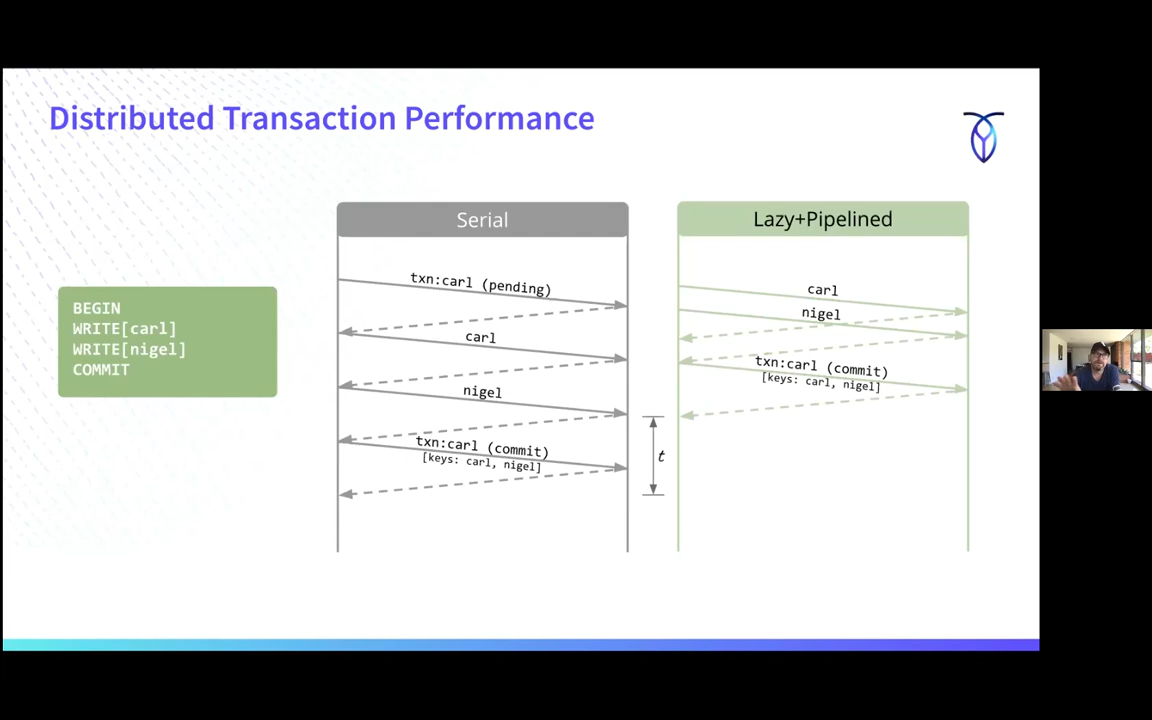 Distributed Transaction Performance
BEGIN
WRITE[carl]
WRITE[nigel]
COMMIT
Serial
txn:carl (pending)
carl
nigel
txn:carl (commit)
[keys: carl, nigel]
t
Lazy+Pipelined
carl
nigel
txn:carl (commit)
[keys: carl, nigel]